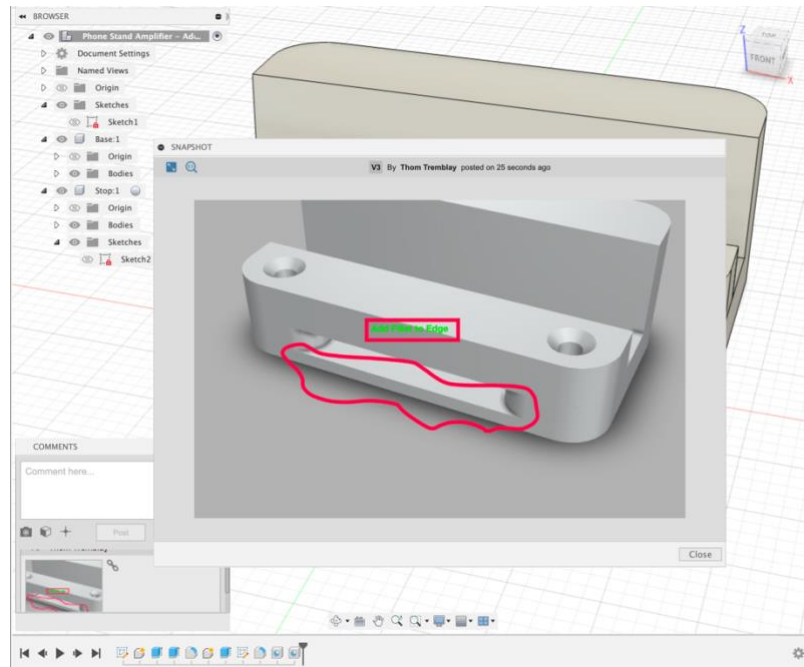 BROWSER
Phone Stand Amplifier – Ad
Document Settings
Named Views
Origin
Sketches
Sketch1
Base:1
Origin
Bodies
Stop:1
Origin
Bodies
Sketches
Sketch2
Z
TOP
FRONT
X
SNAPSHOT
V3 By Thom Tremblay posted on 25 seconds ago
Add Fillet to Edge
COMMENTS
Comment here...
Post
Close